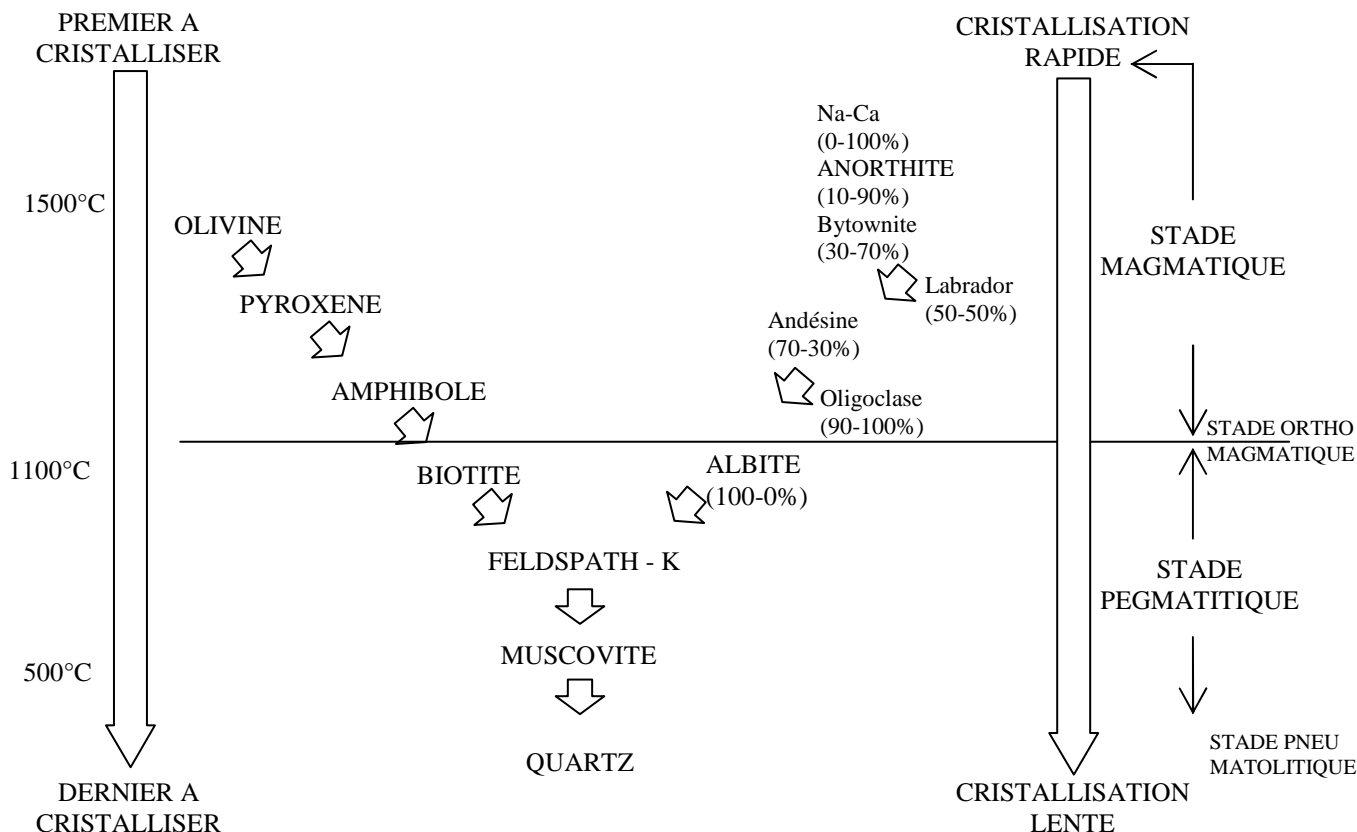 PREMIER A
CRISTALLISER
CRISTALLISATION
RAPIDE
Na-Ca
(0-100%)
ANORTHITE
(10-90%)
Bytownite
(30-70%)
1500°C
OLIVINE
STADE
MAGMATIQUE
PYROXENE
Labrador
(50-50%)
Andésine
(70-30%)
AMPHIBOLE
Oligoclase
(90-100%)
STADE ORTHO
MAGMATIQUE
1100°C
BIOTITE
ALBITE
(100-0%)
FELDSPATH - K
STADE
PEGMATITIQUE
MUSCOVITE
500°C
QUARTZ
STADE PNEU
MATOLITIQUE
DERNIER A
CRISTALLISER
CRISTALLISATION
LENTE